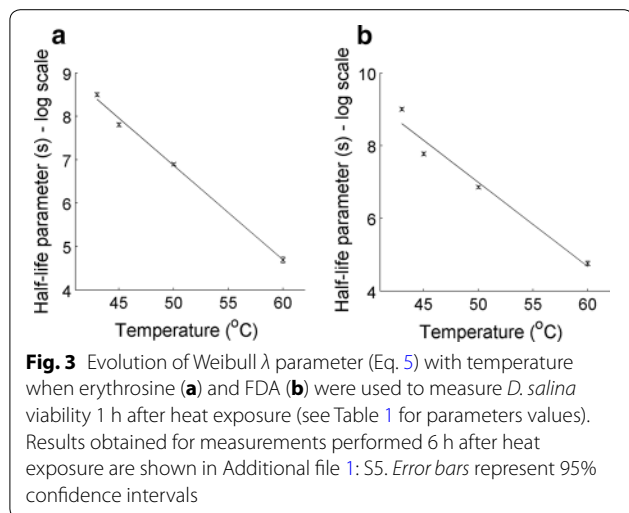 a
b
Half-life parameter (s) - log scale
9
8
7
6
5
4
45 50 55 60
Temperature (°C)
Half-life parameter (s) - log scale
10
8
6
4
45 50 55 60
Temperature (°C)
Fig. 3 Evolution of Weibull λ parameter (Eq. 5) with temperature
when erythrosine (a) and FDA (b) were used to measure D. salina
viability 1 h after heat exposure (see Table 1 for parameters values).
Results obtained for measurements performed 6 h after heat
exposure are shown in Additional file 1: S5. Error bars represent 95%
confidence intervals